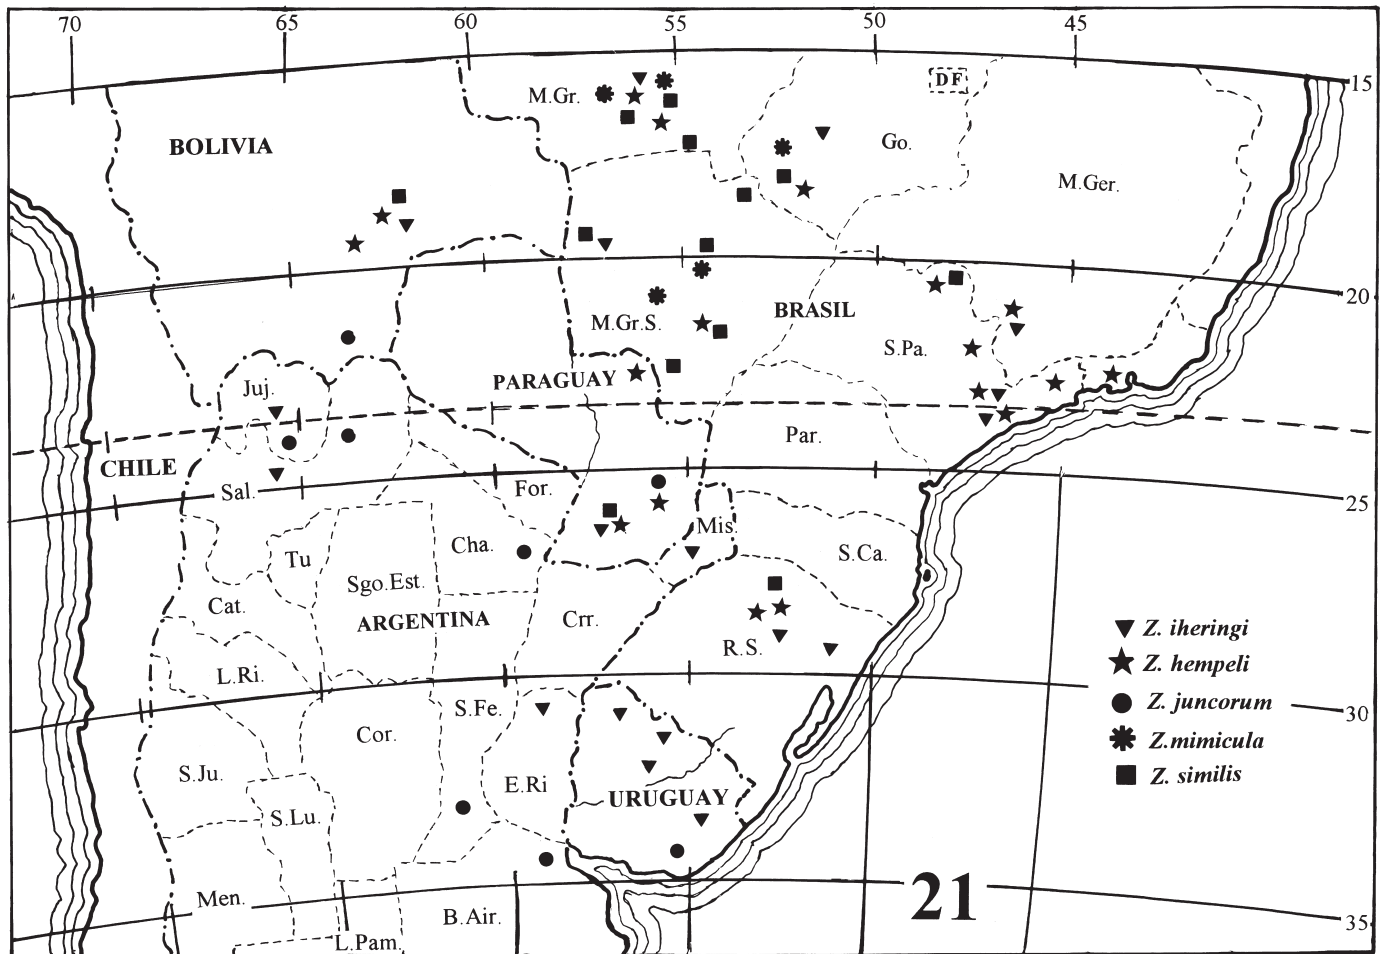 70 65 60 55 50 45
15
DF
M.Gr.
BOLIVIA
Go.
M.Ger.
20
BRASIL
M.Gr.S.
S.Pa.
PARAGUAY
Juj.
Par.
CHILE
Sal.
For.
25
Mis.
Cha.
S.Ca.
Tu
Sgo.Est.
Cat.
ARGENTINA
Crr.
Z. iheringi
R.S.
Z. hempeli
L.Ri.
Z. juncorum
S.Fe.
30
Cor.
Z.mimicula
S.Ju.
Z. similis
E.Ri
URUGUAY
S.Lu.
Men.
21
B.Air.
35
L.Pam.